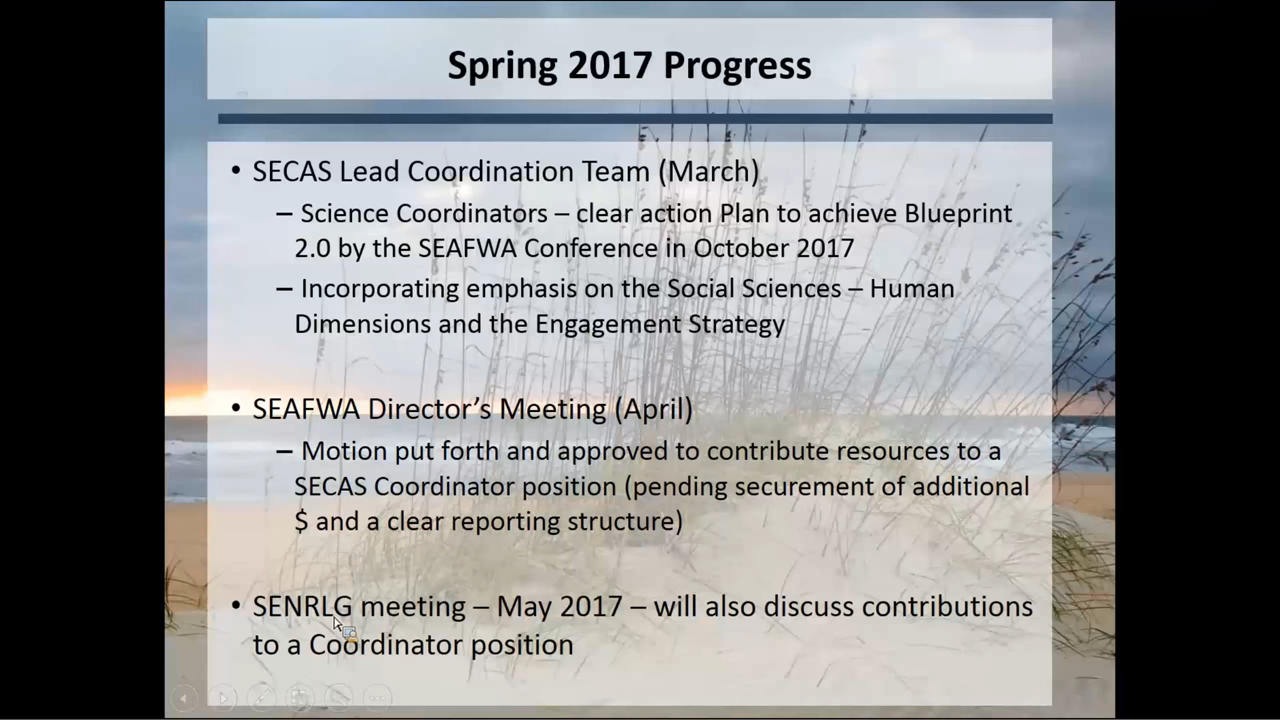 Spring 2017 Progress
• SECAS Lead Coordination Team (March)
– Science Coordinators – clear action Plan to achieve Blueprint
2.0 by the SEAFWA Conference in October 2017
– Incorporating emphasis on the Social Sciences – Human
Dimensions and the Engagement Strategy
• SEAFWA Director’s Meeting (April)
– Motion put forth and approved to contribute resources to a
SECAS Coordinator position (pending securement of additional
$ and a clear reporting structure)
• SENRLG meeting – May 2017 – will also discuss contributions
to a Coordinator position